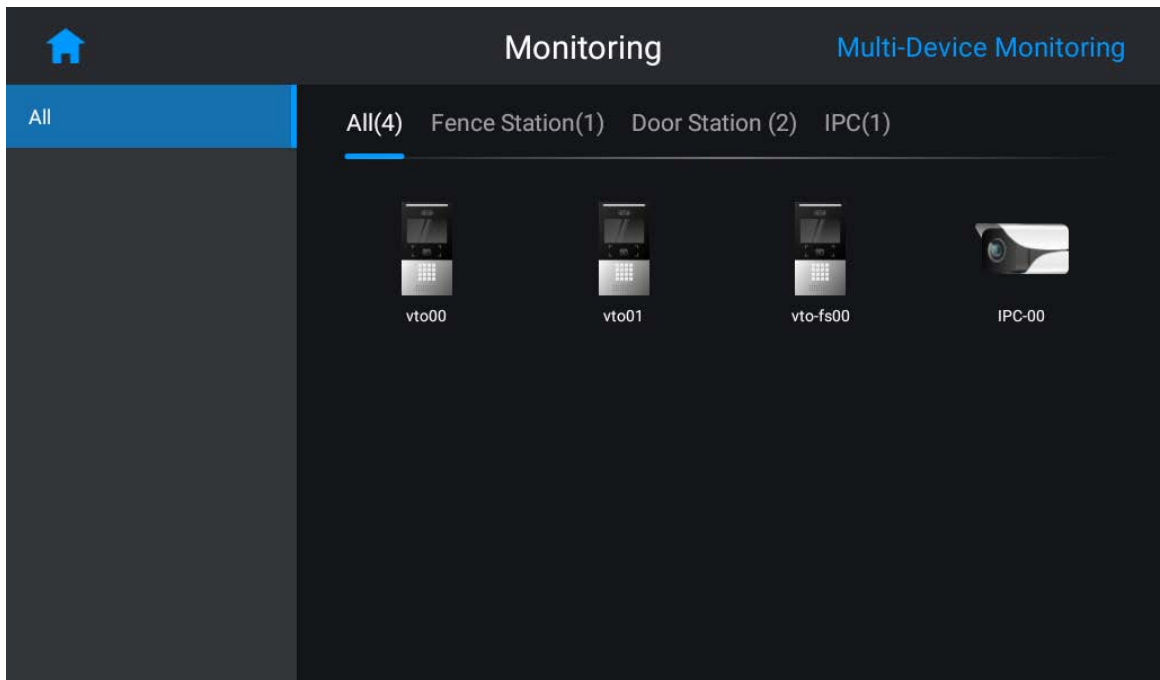 Monitoring
Multi-Device Monitoring
All
All(4) Fence Station(1) Door Station (2) IPC(1)
vto00 vto01 vto-fs00 IPC-00